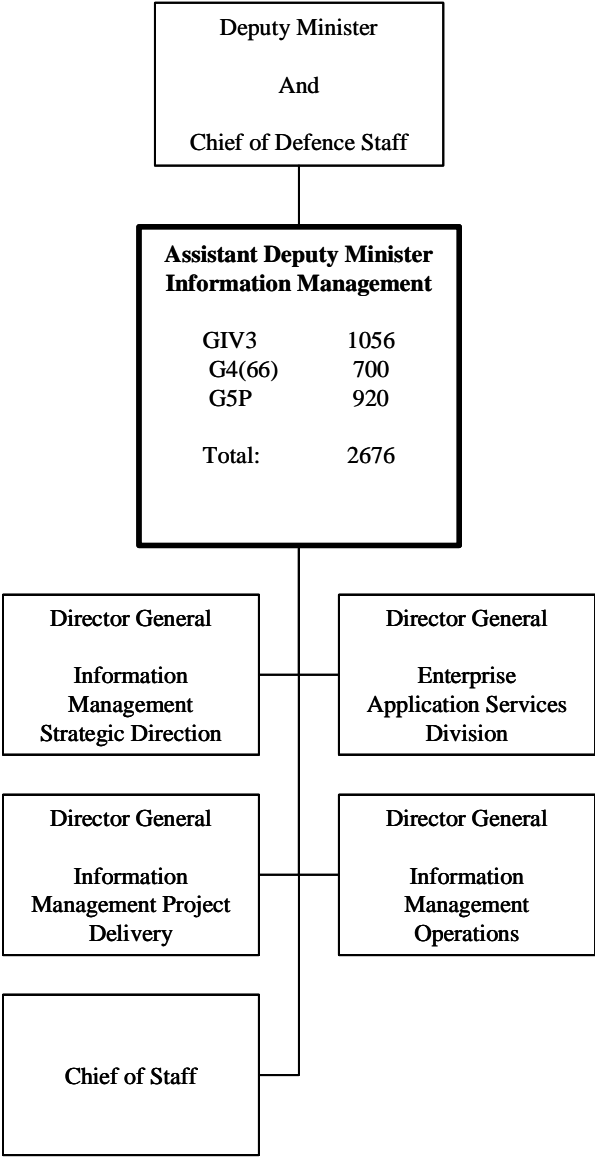 Deputy Minister
And
Chief of Defence Staff
Assistant Deputy Minister
Information Management
GIV3 1056
G4(66) 700
G5P 920
Total: 2676
Director General
Information
Management
Strategic Direction
Director General
Enterprise
Application Services
Division
Director General
Information
Management Project
Delivery
Director General
Information
Management
Operations
Chief of Staff